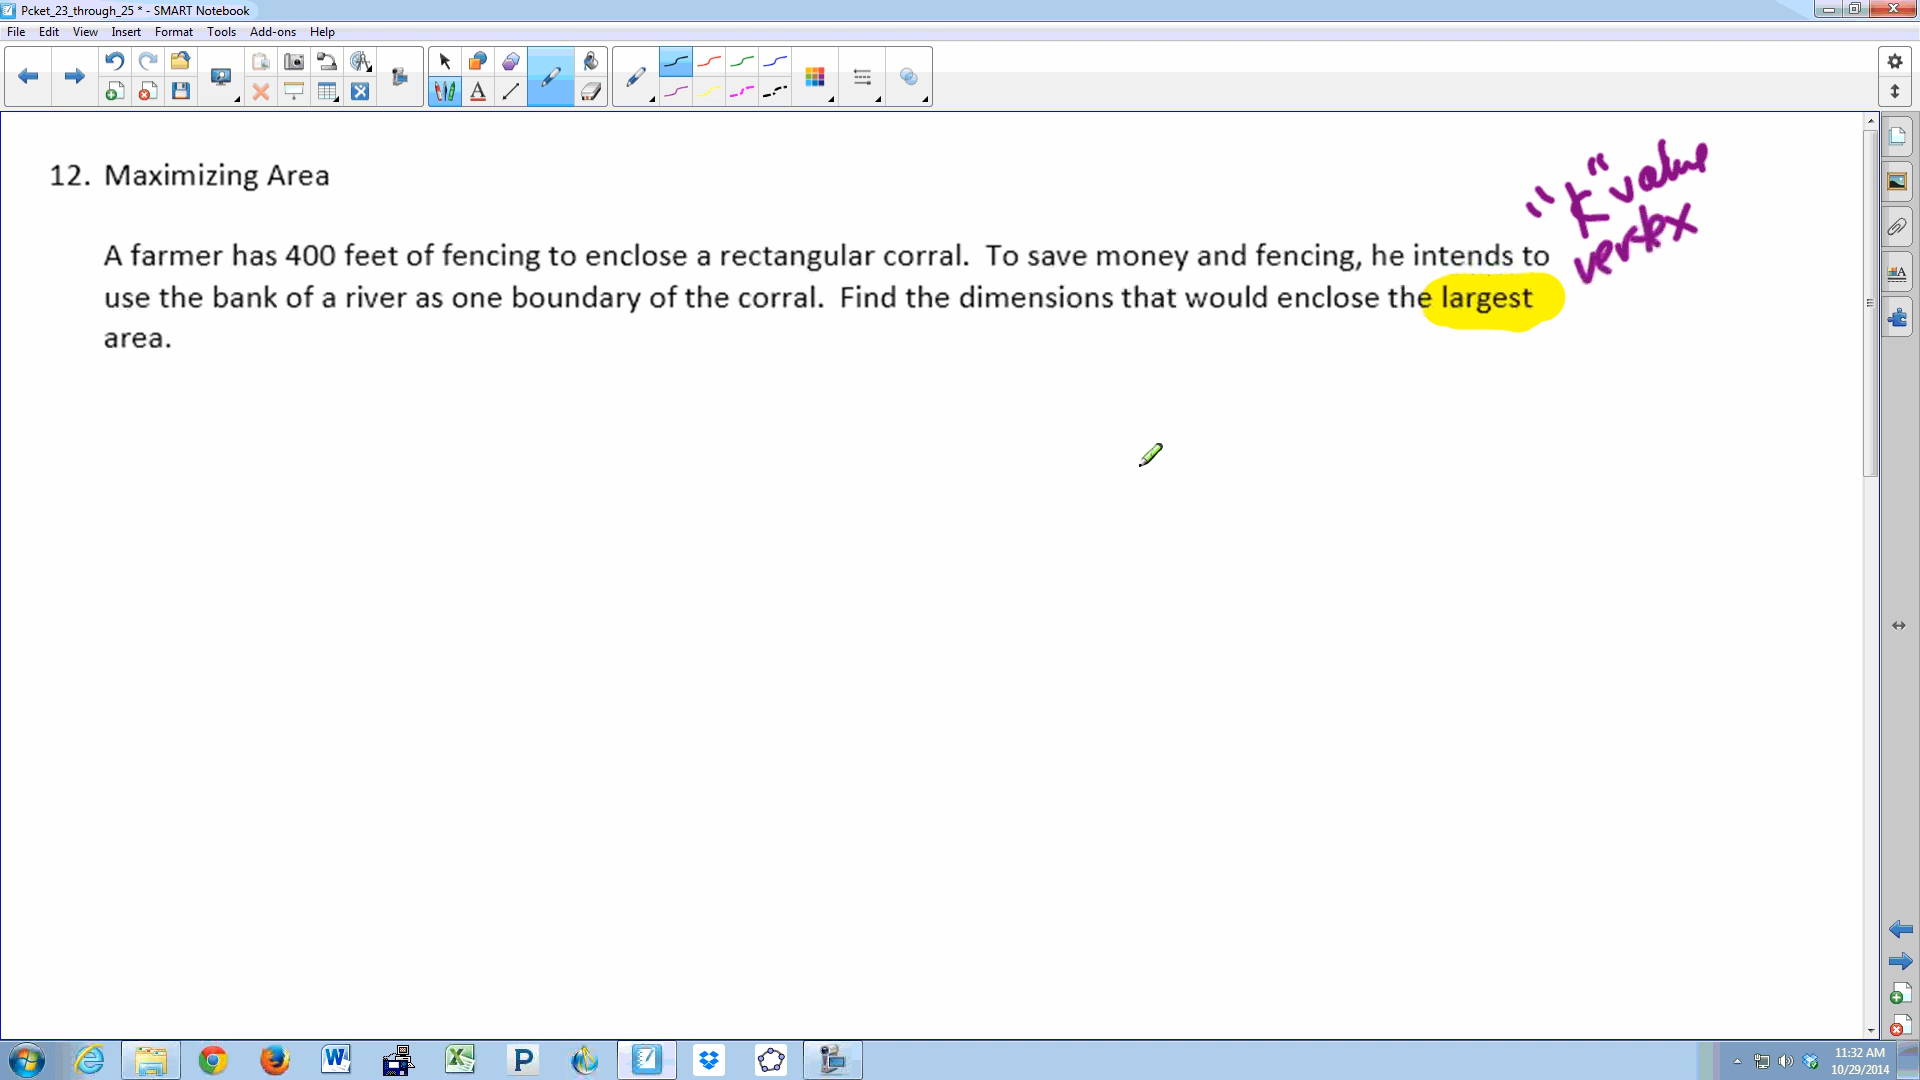 Pcket_23_through_25 * - SMART Notebook
File Edit View Insert Format Tools Add-ons Help
12. Maximizing Area
"K" value
vertex
A farmer has 400 feet of fencing to enclose a rectangular corral. To save money and fencing, he intends to
use the bank of a river as one boundary of the corral. Find the dimensions that would enclose the largest
area.
11:32 AM
10/29/2014